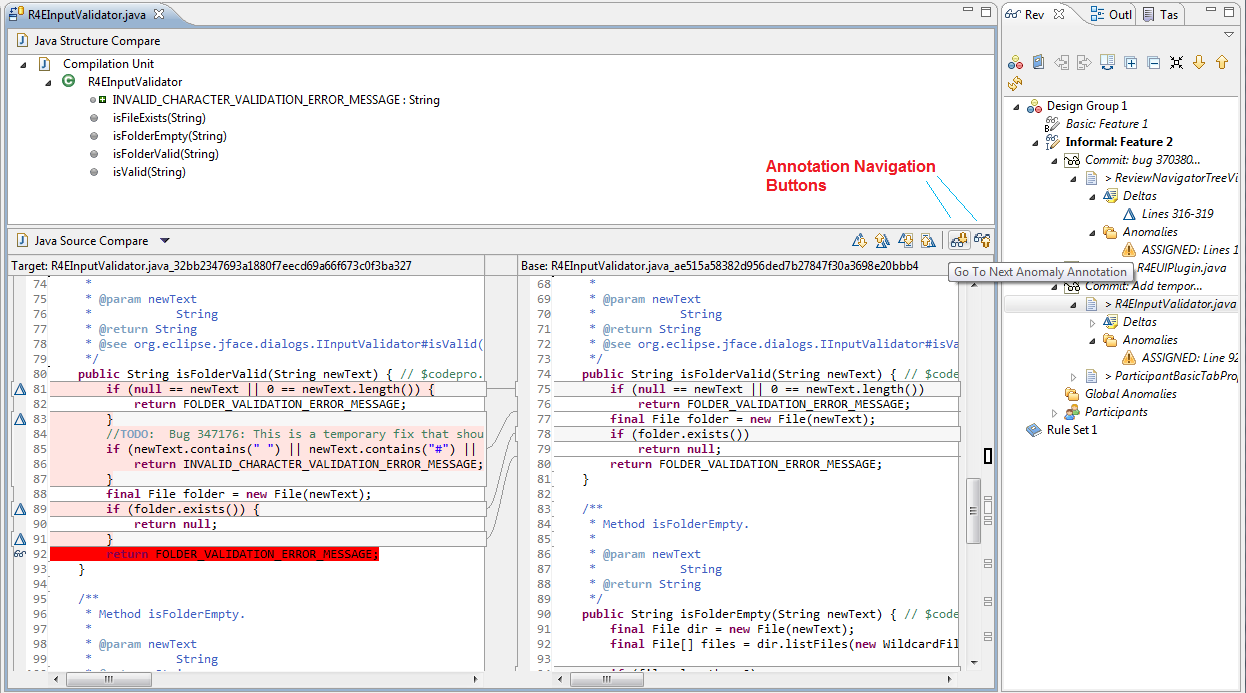 R4EInputValidator.java
Java Structure Compare
Compilation Unit
R4EInputValidator
INVALID_CHARACTER_VALIDATION_ERROR_MESSAGE : String
isFileExists(String)
isFolderEmpty(String)
isFolderValid(String)
isValid(String)
Annotation Navigation
Buttons
Java Source Compare
Target: R4EInputValidator.java_32bb2347693a1880f7eecd69a66f673c0f3ba327
74 *
75 * @param newText
76 * String
77 * @return String
78 * @see org.eclipse.jface.dialogs.IInputValidator#isValid(
79 */
80 public String isFolderValid(String newText) { // $codepro.
81 if (null == newText || 0 == newText.length()) {
82 return FOLDER_VALIDATION_ERROR_MESSAGE;
83 }
84 //TODO: Bug 347176: This is a temporary fix that shou
85 if (newText.contains(" ") || newText.contains("#") ||
86 return INVALID_CHARACTER_VALIDATION_ERROR_MESSAGE;
87 }
88 final File folder = new File(newText);
89 if (folder.exists()) {
90 return null;
91 }
92 return FOLDER_VALIDATION_ERROR_MESSAGE;
93 }
94
95 /**
96 * Method isFolderEmpty.
97 *
98 * @param newText
99 * String
Base: R4EInputValidator.java_ae515a58382d956ded7b27847f30a3698e20bbb4
68 *
69 * @param newText
70 * String
71 * @return String
72 * @see org.eclipse.jface.dialogs.IInputValidator#isVa
73 */
74 public String isFolderValid(String newText) { // $cod
75 if (null == newText || 0 == newText.length())
76 return FOLDER_VALIDATION_ERROR_MESSAGE;
77 final File folder = new File(newText);
78 if (folder.exists())
79 return null;
80 return FOLDER_VALIDATION_ERROR_MESSAGE;
81 }
82
83 /**
84 * Method isFolderEmpty.
85 *
86 * @param newText
87 * String
88 * @return String
89 */
90 public String isFolderEmpty(String newText) { // $code
91 final File dir = new File(newText);
92 final File[] files = dir.listFiles(new WildcardFil
93
Go To Next Anomaly Annotation
Rev
Outl
Tas
Design Group 1
Basic: Feature 1
Informal: Feature 2
Commit: bug 370380...
> ReviewNavigatorTreeVi
Deltas
Lines 316-319
Anomalies
ASSIGNED: Lines 1
R4EUIPlugin.java
Commit: Add tempor...
> R4EInputValidator.java
Deltas
Anomalies
ASSIGNED: Line 92
> ParticipantBasicTabPro
Global Anomalies
Participants
Rule Set 1